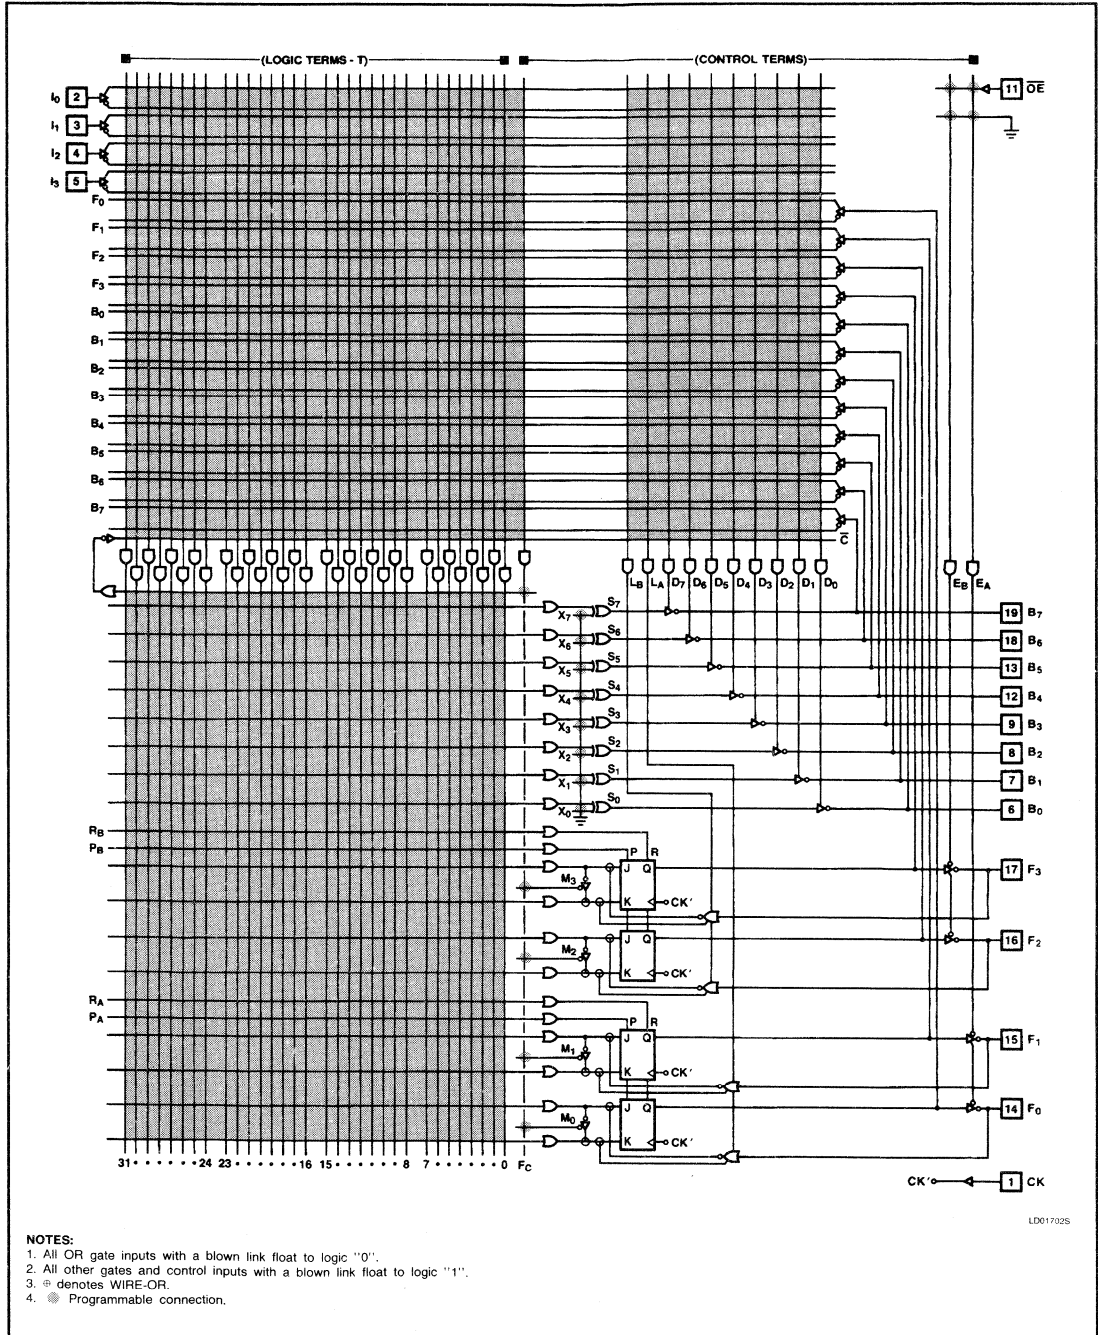 (LOGIC TERMS - T) (CONTROL TERMS)
I0 2 11 OE
I1 3
I2 4
I3 5
F0
F1
F2
F3
B0
B1
B2
B3
B4
B5
B6
B7
C
LB LA D7 D6 D5 D4 D3 D2 D1 D0 EB EA
X7 S7 19 B7
X6 S6 18 B6
X5 S5 13 B5
X4 S4 12 B4
X3 S3 9 B3
X2 S2 8 B2
X1 S1 7 B1
X0 S0 6 B0
RB
PB P R
J Q 17 F3
M3
K CK'
J Q 16 F2
M2
K CK'
RA
PA P R
J Q 15 F1
M1
K CK'
J Q 14 F0
M0
K CK'
31 24 23 16 15 8 7 0 FC
CK' 1 CK
LD01702S
NOTES:
1. All OR gate inputs with a blown link float to logic "0".
2. All other gates and control inputs with a blown link float to logic "1".
3. ⊕ denotes WIRE-OR.
4. Programmable connection.